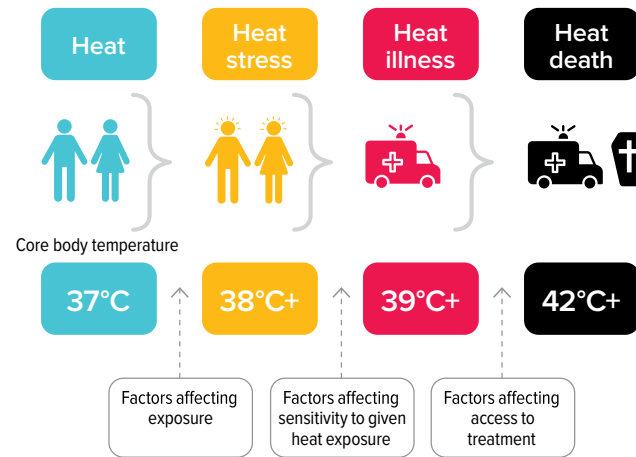 Heat
Heat
stress
Heat
illness
Heat
death
Core body temperature
37°C
38°C+
39°C+
42°C+
Factors affecting
exposure
Factors affecting
sensitivity to given
heat exposure
Factors affecting
access to
treatment